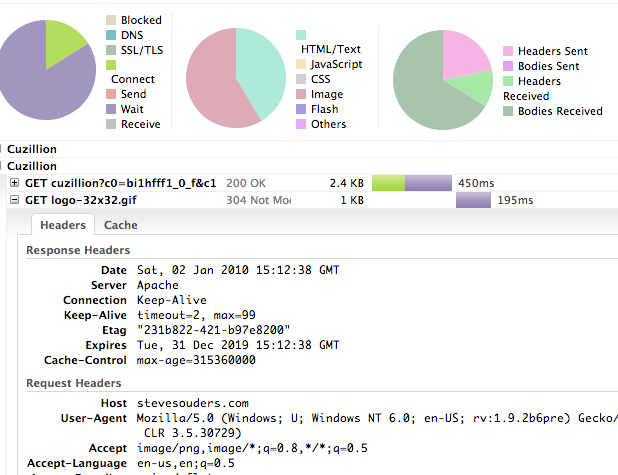 Blocked
DNS
SSL/TLS
Connect
Send
Wait
Receive
HTML/Text
JavaScript
CSS
Image
Flash
Others
Headers Sent
Bodies Sent
Headers
Received
Bodies Received
Cuzillion
Cuzillion
GET cuzillion?c0=bi1hfff1_0_f&c1 200 OK 2.4 KB 450ms
GET logo-32x32.gif 304 Not Mod 1 KB 195ms
Headers Cache
Response Headers
Date Sat, 02 Jan 2010 15:12:38 GMT
Server Apache
Connection Keep-Alive
Keep-Alive timeout=2, max=99
Etag "231b822-421-b97e8200"
Expires Tue, 31 Dec 2019 15:12:38 GMT
Cache-Control max-age=315360000
Request Headers
Host stevesouders.com
User-Agent Mozilla/5.0 (Windows; U; Windows NT 6.0; en-US; rv:1.9.2b6pre) Gecko/
CLR 3.5.30729)
Accept image/png,image/*;q=0.8,*/*;q=0.5
Accept-Language en-us,en;q=0.5